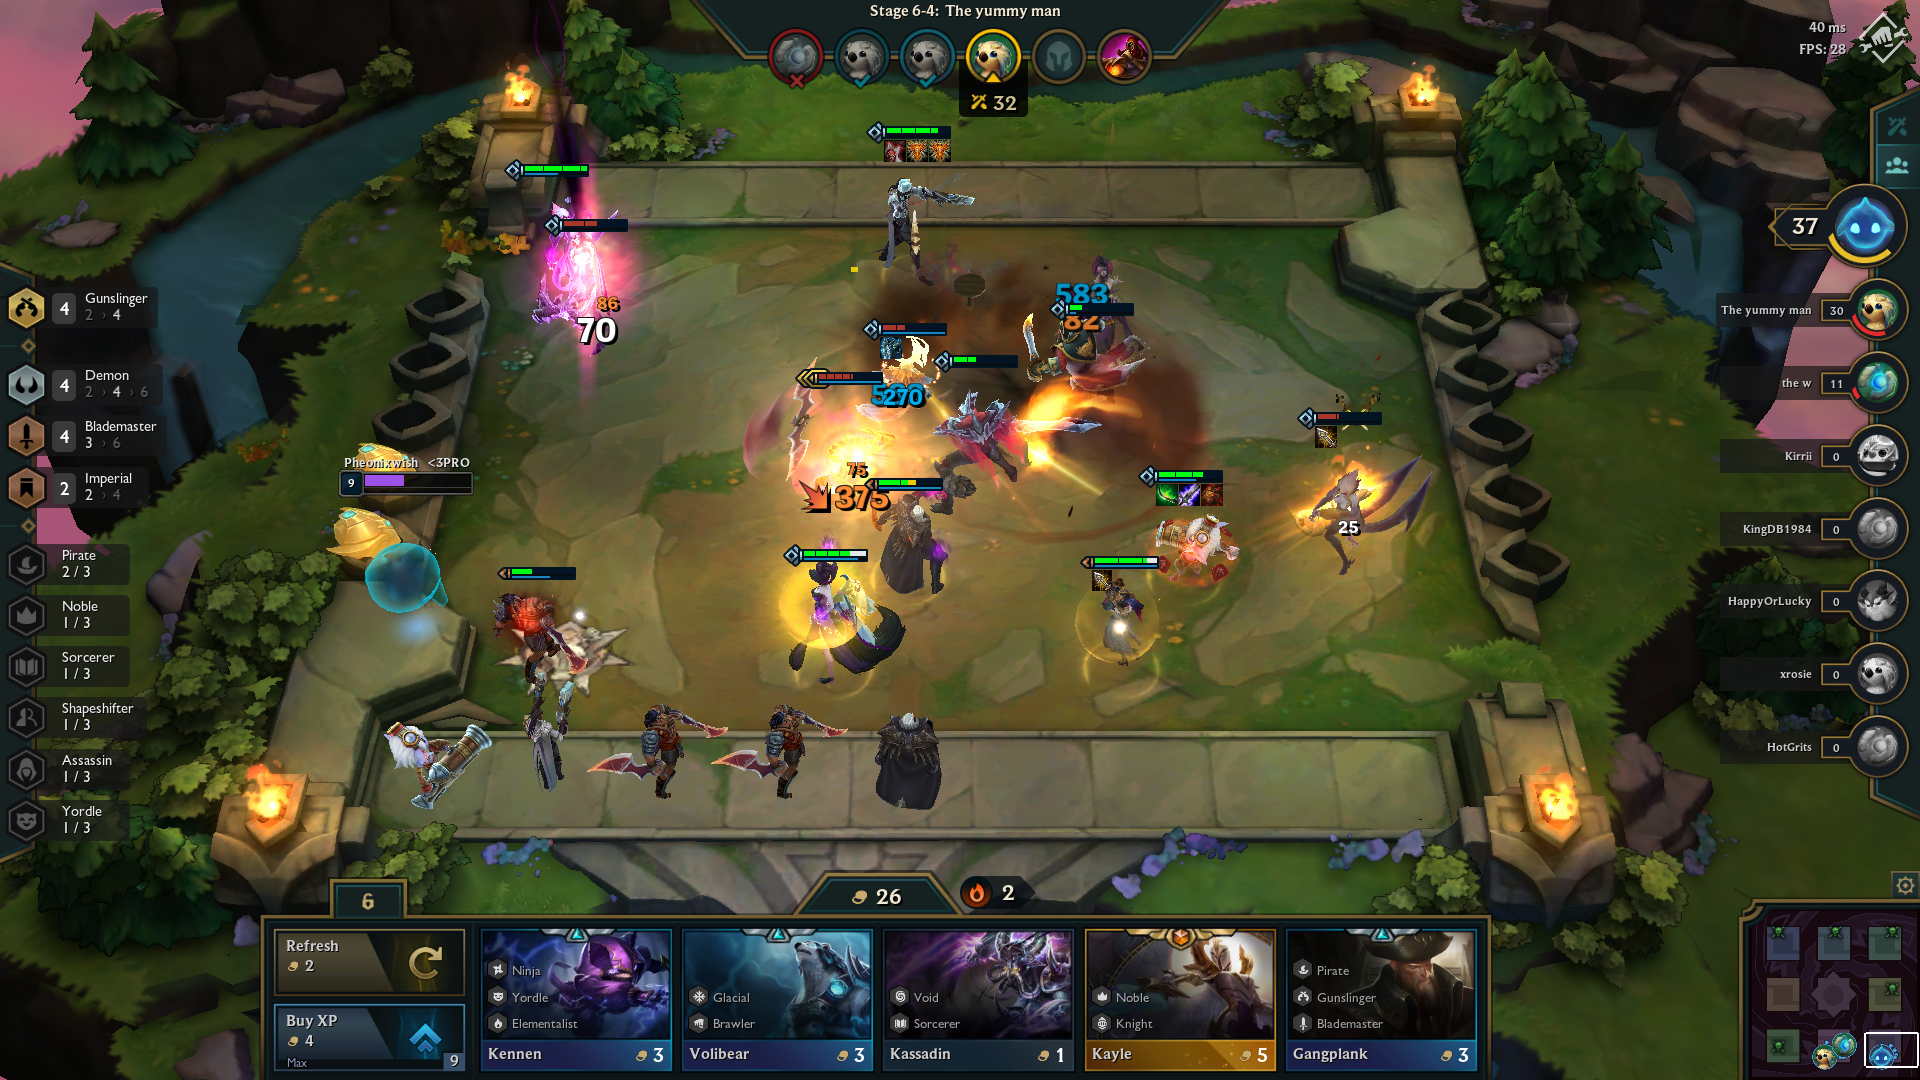 Stage 6-4: The yummy man
40 ms
FPS: 28
32
37
The yummy man 30
the w 11
Kirrii 0
KingDB1984 0
HappyOrLucky 0
xrosie 0
HotGrits 0
4 Gunslinger
2 › 4
4 Demon
2 › 4 › 6
4 Blademaster
3 › 6
2 Imperial
2 › 4
Pirate
2 / 3
Noble
1 / 3
Sorcerer
1 / 3
Shapeshifter
1 / 3
Assassin
1 / 3
Yordle
1 / 3
Pheonixwish <3PRO
9
86
70
583
82
270
75
375
25
6
26
2
Refresh
2
Buy XP
4
Max
9
Ninja
Yordle
Elementalist
Kennen 3
Glacial
Brawler
Volibear 3
Void
Sorcerer
Kassadin 1
Noble
Knight
Kayle 5
Pirate
Gunslinger
Blademaster
Gangplank 3